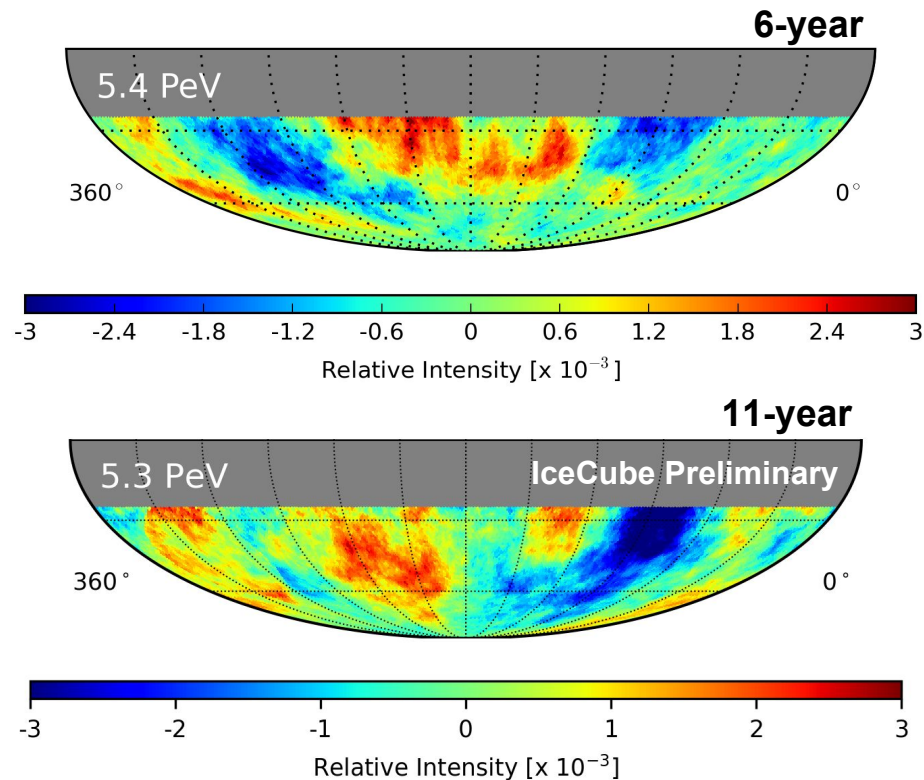 6-year
5.4 PeV
360° 0°
-3 -2.4 -1.8 -1.2 -0.6 0 0.6 1.2 1.8 2.4 3
Relative Intensity [x 10⁻³]
11-year
5.3 PeV IceCube Preliminary
360° 0°
-3 -2 -1 0 1 2 3
Relative Intensity [x 10⁻³]